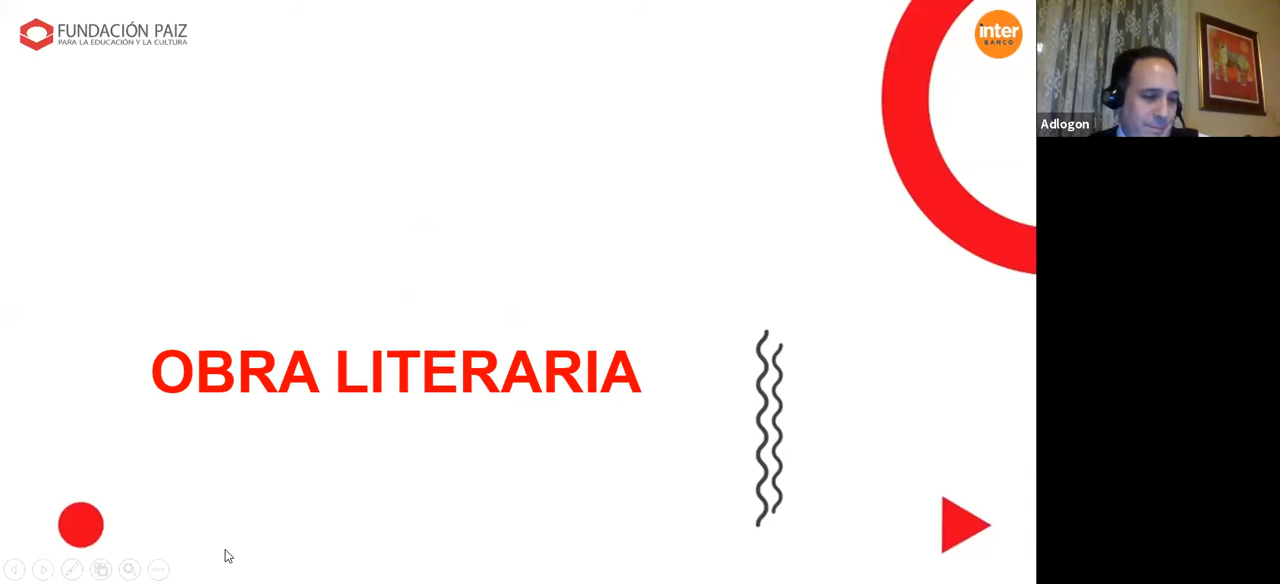 FUNDACIÓN PAIZ
PARA LA EDUCACIÓN Y LA CULTURA
inter
BANCO
Adlogon
OBRA LITERARIA